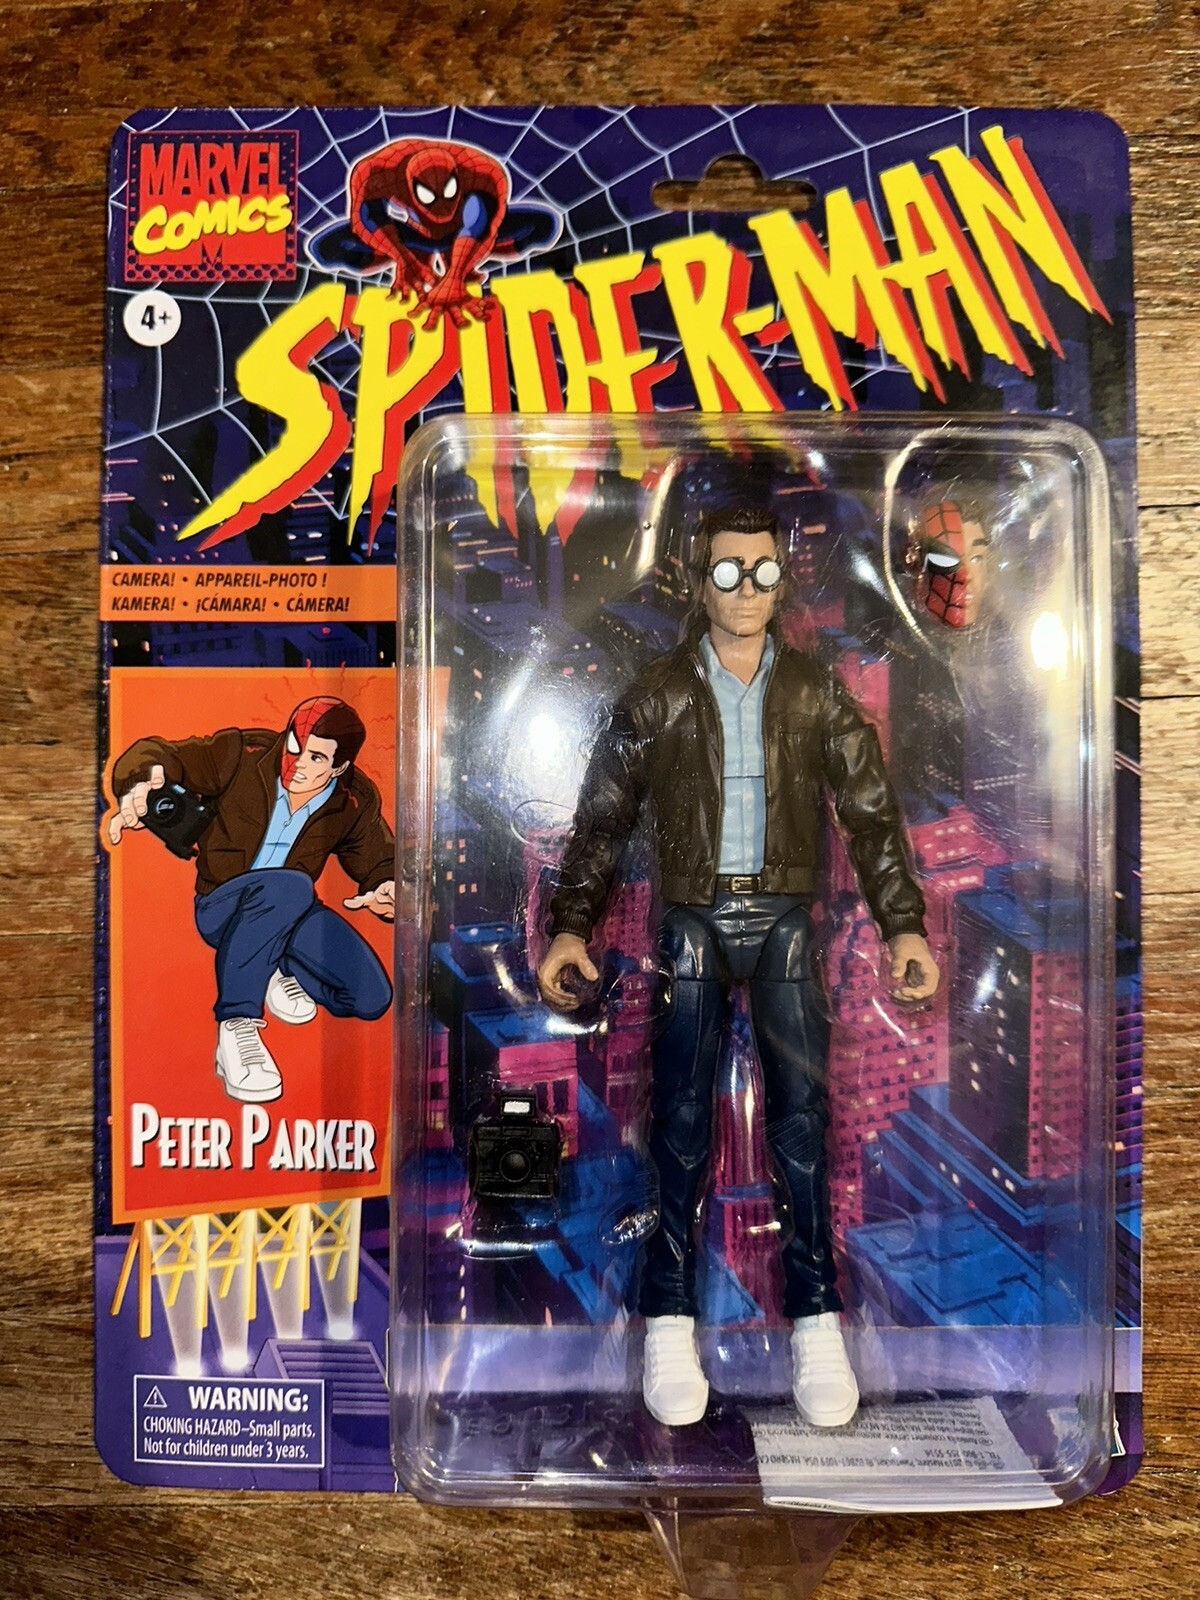 MARVEL
COMICS
M
4+
SPIDER-MAN
CAMERA! • APPAREIL-PHOTO !
KAMERA! • ¡CÁMARA! • CÂMERA!
PETER PARKER
⚠ WARNING:
CHOKING HAZARD–Small parts.
Not for children under 3 years.